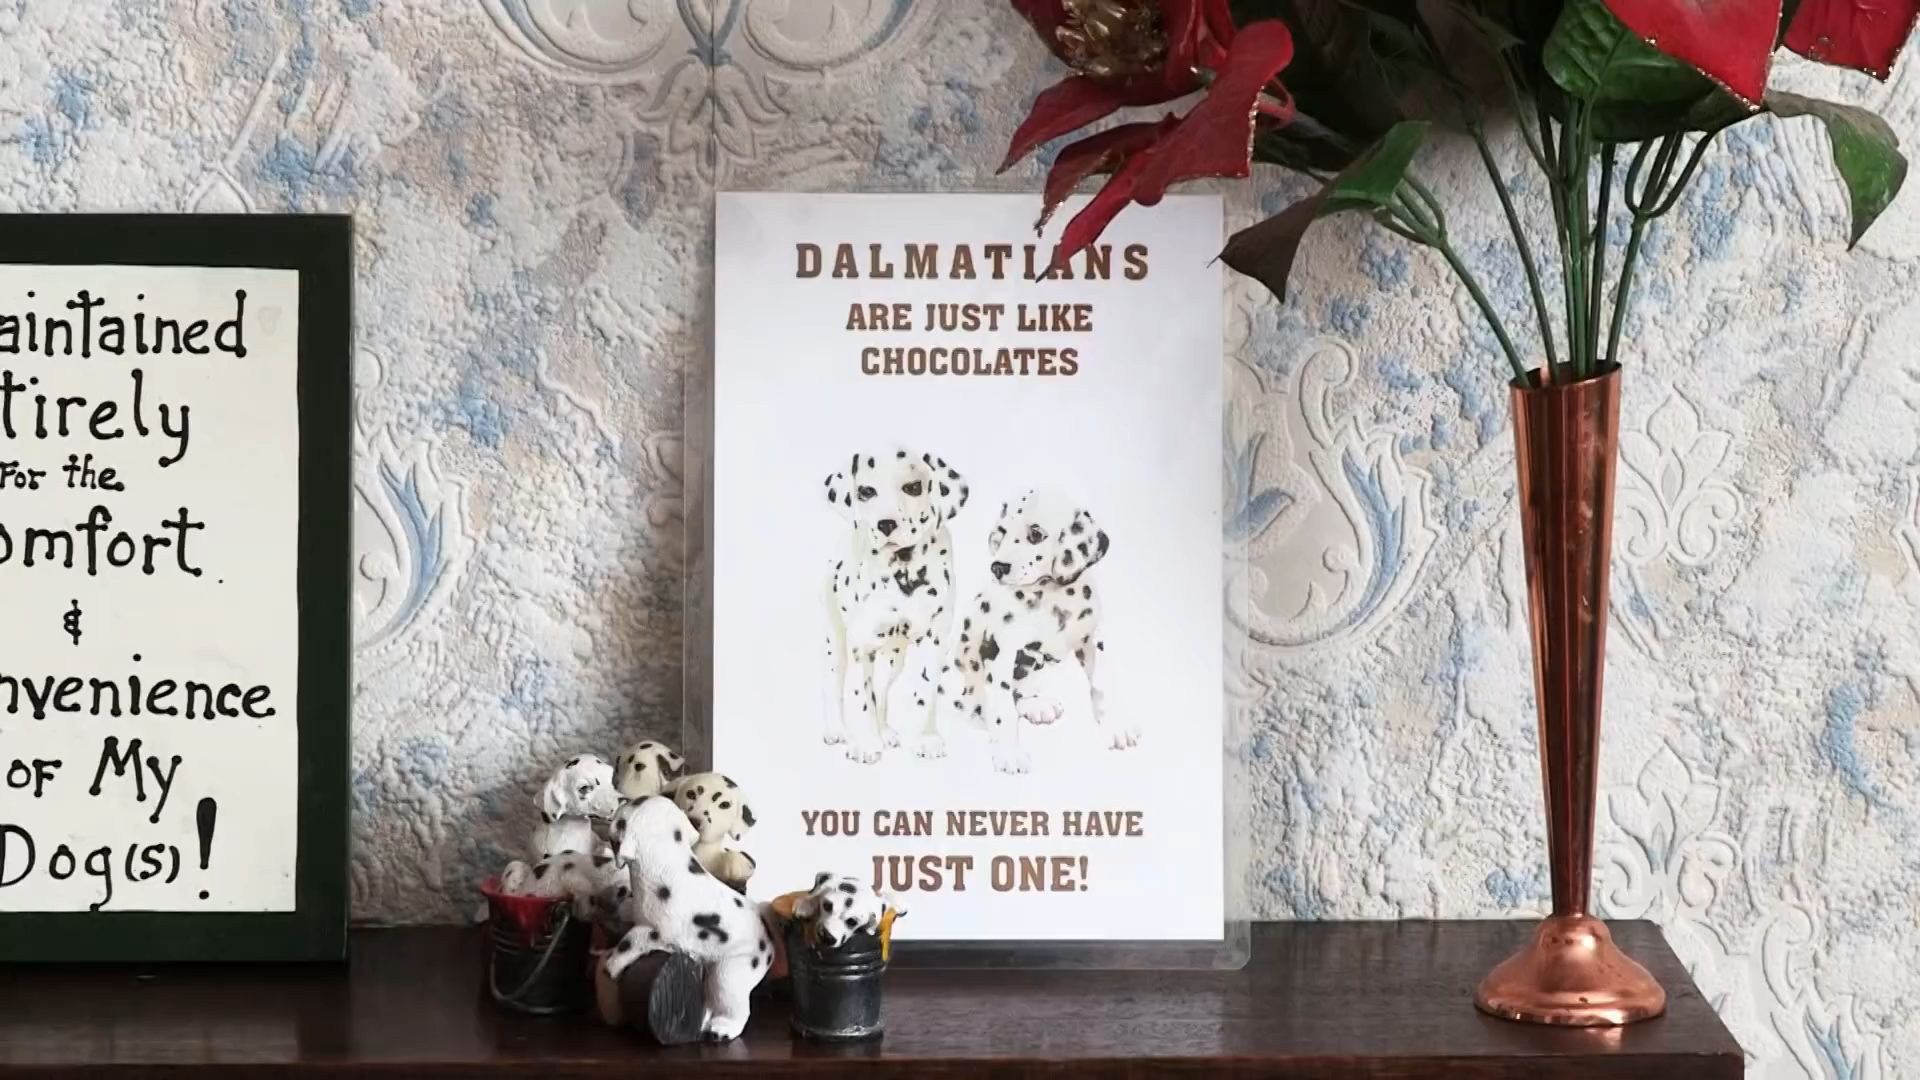 aintained
tirely
For the
omfort
&
nvenience
OF My
Dog(s)!
DALMATIANS
ARE JUST LIKE
CHOCOLATES
YOU CAN NEVER HAVE
JUST ONE!